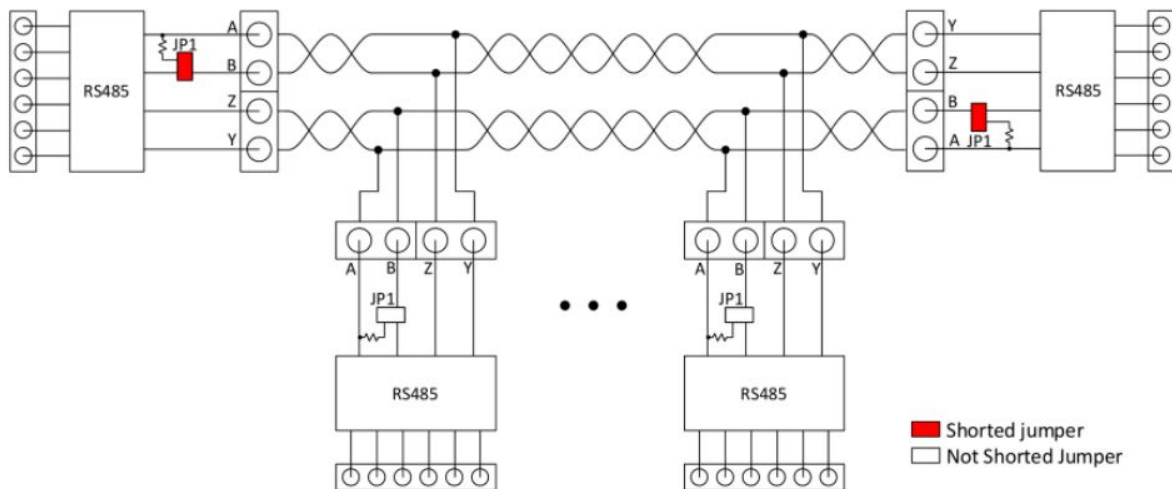 JP1
A
B
Z
Y
RS485
Y
Z
B
A
JP1
RS485
A B Z Y
JP1
RS485
A B Z Y
JP1
RS485
Shorted jumper
Not Shorted Jumper